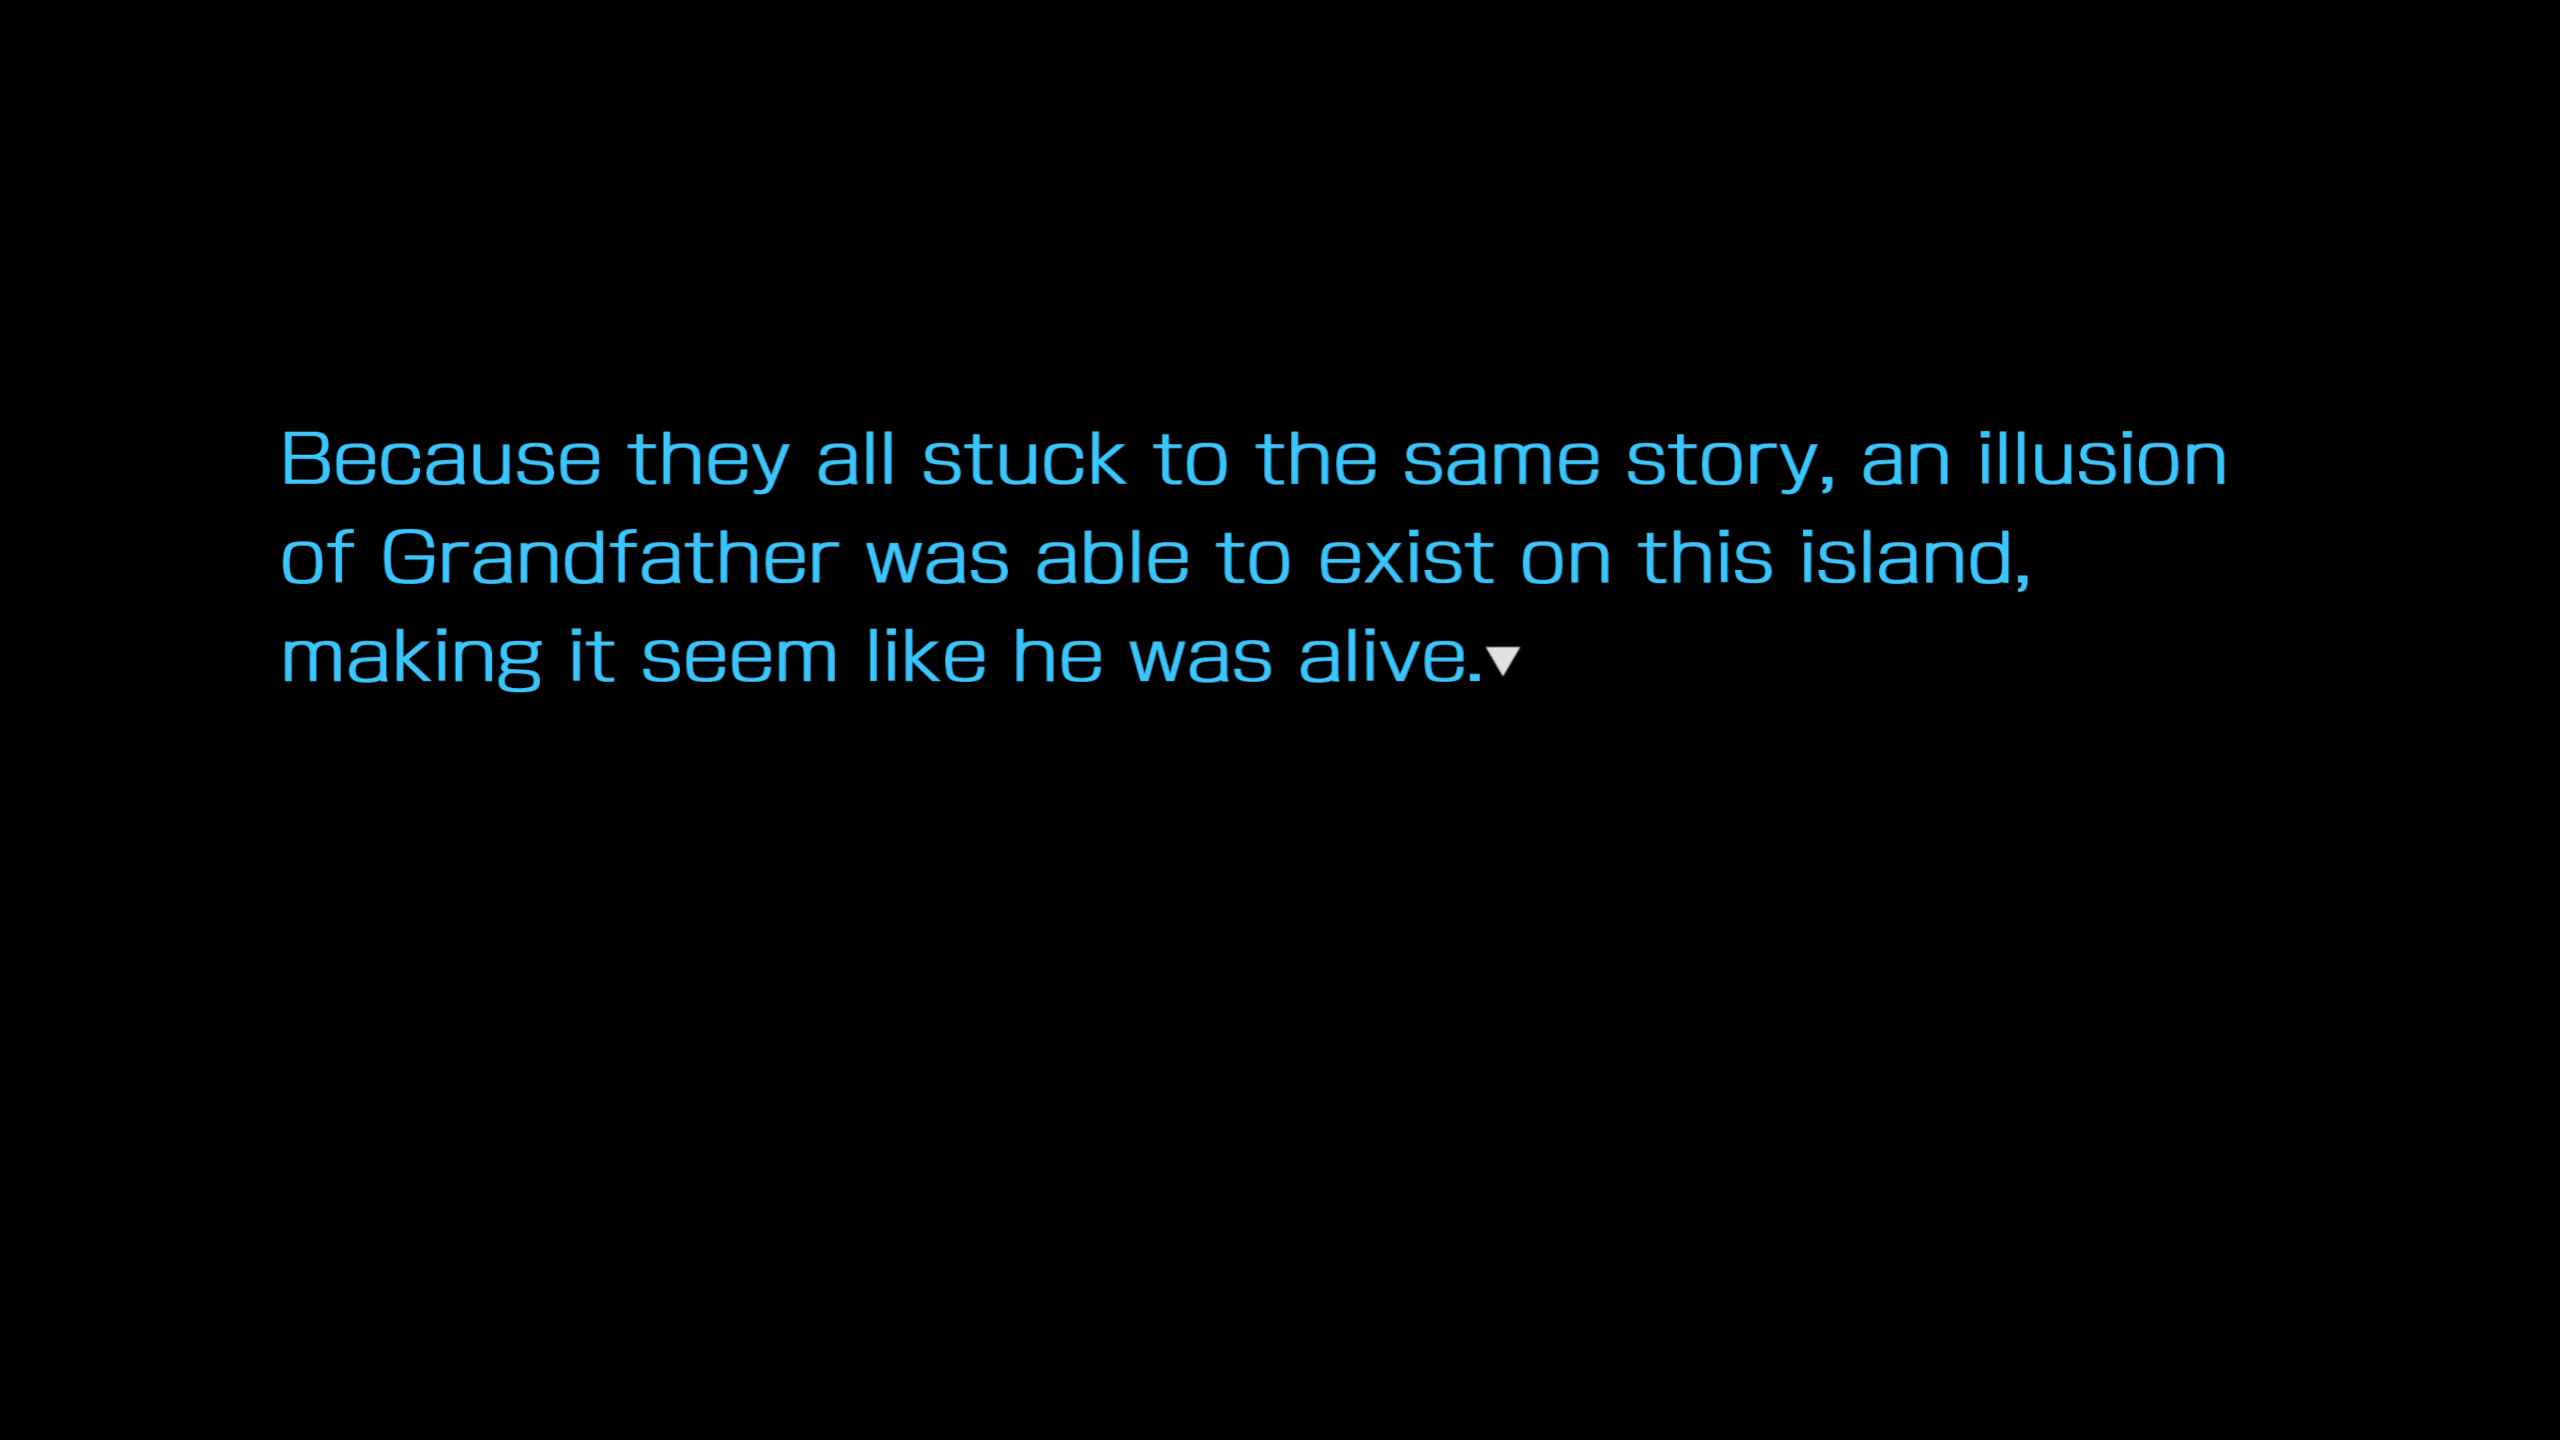 Because they all stuck to the same story, an illusion
of Grandfather was able to exist on this island,
making it seem like he was alive.